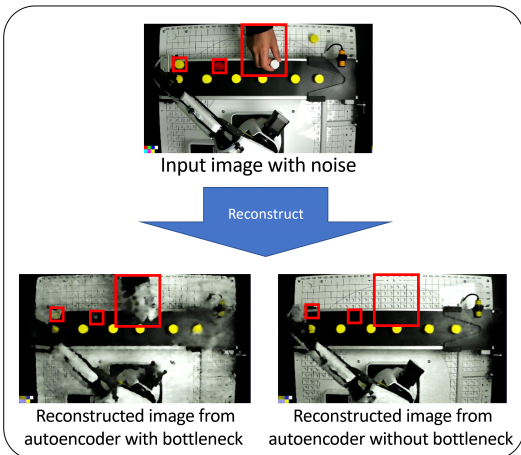 Input image with noise
Reconstruct
Reconstructed image from
autoencoder with bottleneck
Reconstructed image from
autoencoder without bottleneck